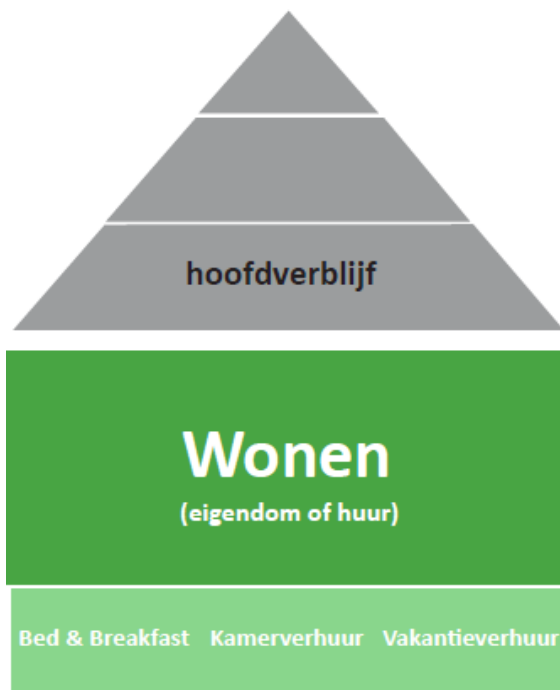 hoofdverblijf
Wonen
(eigendom of huur)
Bed & Breakfast Kamerverhuur Vakantieverhuur